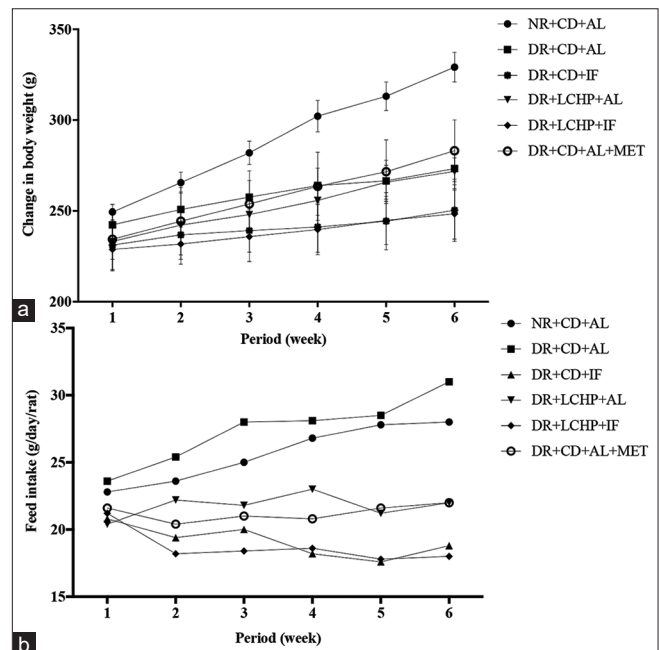 350
300
250
200
Change in body weight (g)
NR+CD+AL
DR+CD+AL
DR+CD+IF
DR+LCHP+AL
DR+LCHP+IF
DR+CD+AL+MET
1 2 3 4 5 6
Period (week)
a
35
30
25
20
15
Feed intake (g/day/rat)
NR+CD+AL
DR+CD+AL
DR+CD+IF
DR+LCHP+AL
DR+LCHP+IF
DR+CD+AL+MET
1 2 3 4 5 6
Period (week)
b